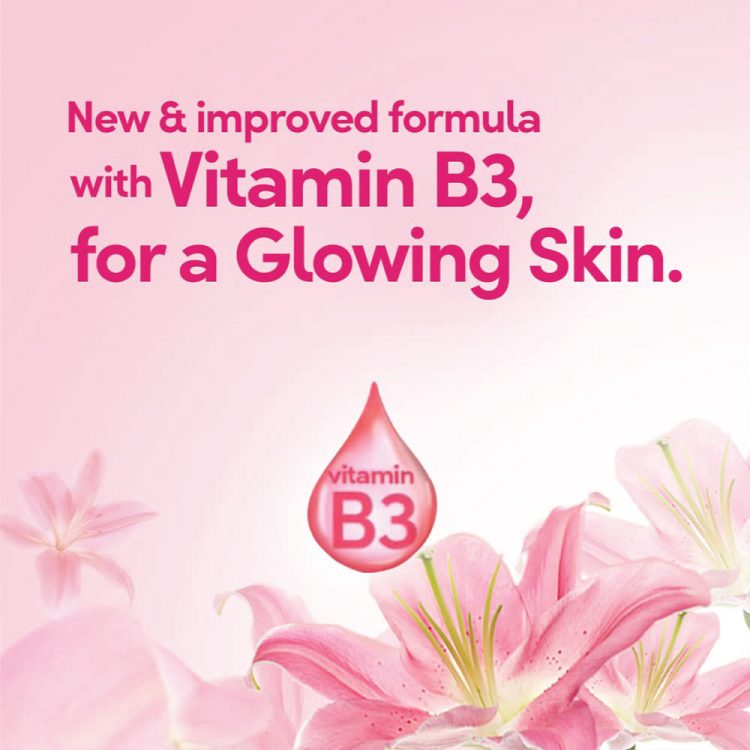 New & improved formula
with Vitamin B3,
for a Glowing Skin.
vitamin
B3